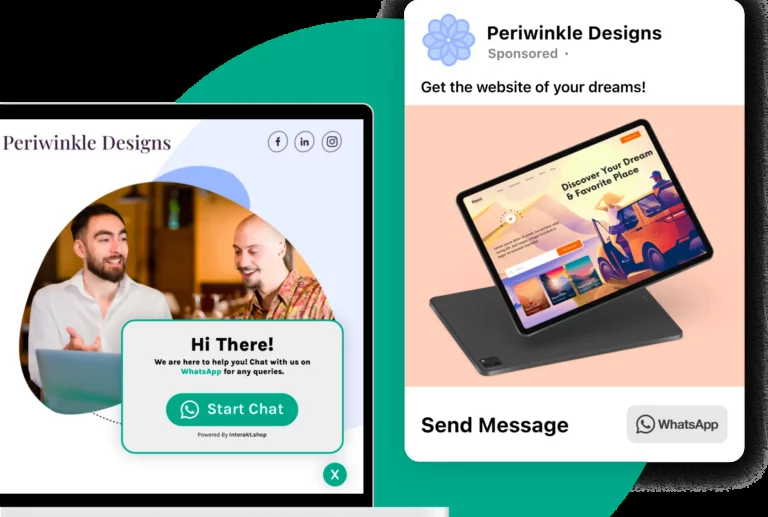 Periwinkle Designs
Hi There!
We are here to help you! Chat with us on
WhatsApp for any queries.
Start Chat
Powered By Interakt.shop
X
Periwinkle Designs
Sponsored ·
Get the website of your dreams!
Discover Your Dream
& Favorite Place
Send Message
WhatsApp